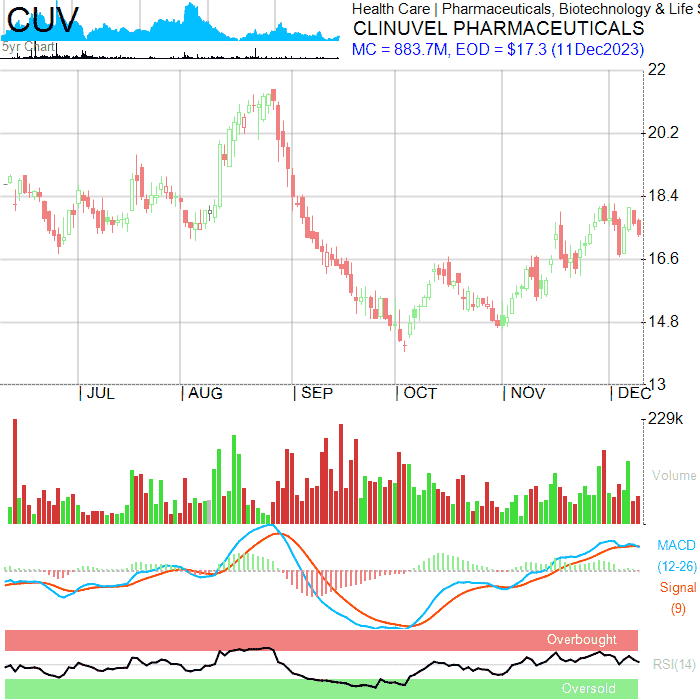 CUV
5yr Chart
Health Care | Pharmaceuticals, Biotechnology & Life S
CLINUVEL PHARMACEUTICALS
MC = 883.7M, EOD = $17.3 (11Dec2023)
22
20.2
18.4
16.6
14.8
13
| JUL | AUG | SEP | OCT | NOV | DEC
229k
Volume
MACD
(12-26)
Signal
(9)
Overbought
RSI(14)
Oversold